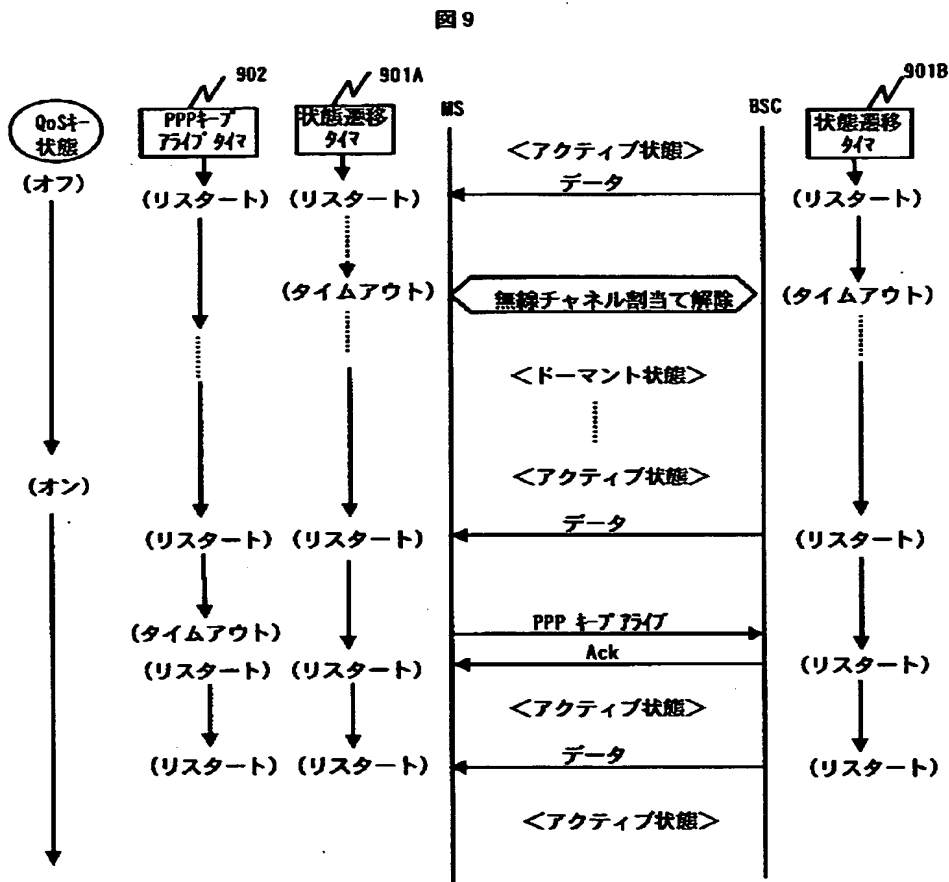 図9
902
901A
901B
QoSキー
状態
PPPキープ
アライブ タイマ
状態遷移
タイマ
MS
BSC
状態遷移
タイマ
<アクティブ状態>
(オフ)
(リスタート)
(リスタート)
データ
(リスタート)
(タイムアウト)
無線チャネル割当て解除
(タイムアウト)
<ドーマント状態>
(オン)
<アクティブ状態>
(リスタート)
(リスタート)
データ
(リスタート)
(タイムアウト)
PPP キープ アライブ
(リスタート)
(リスタート)
Ack
(リスタート)
<アクティブ状態>
(リスタート)
(リスタート)
データ
(リスタート)
<アクティブ状態>